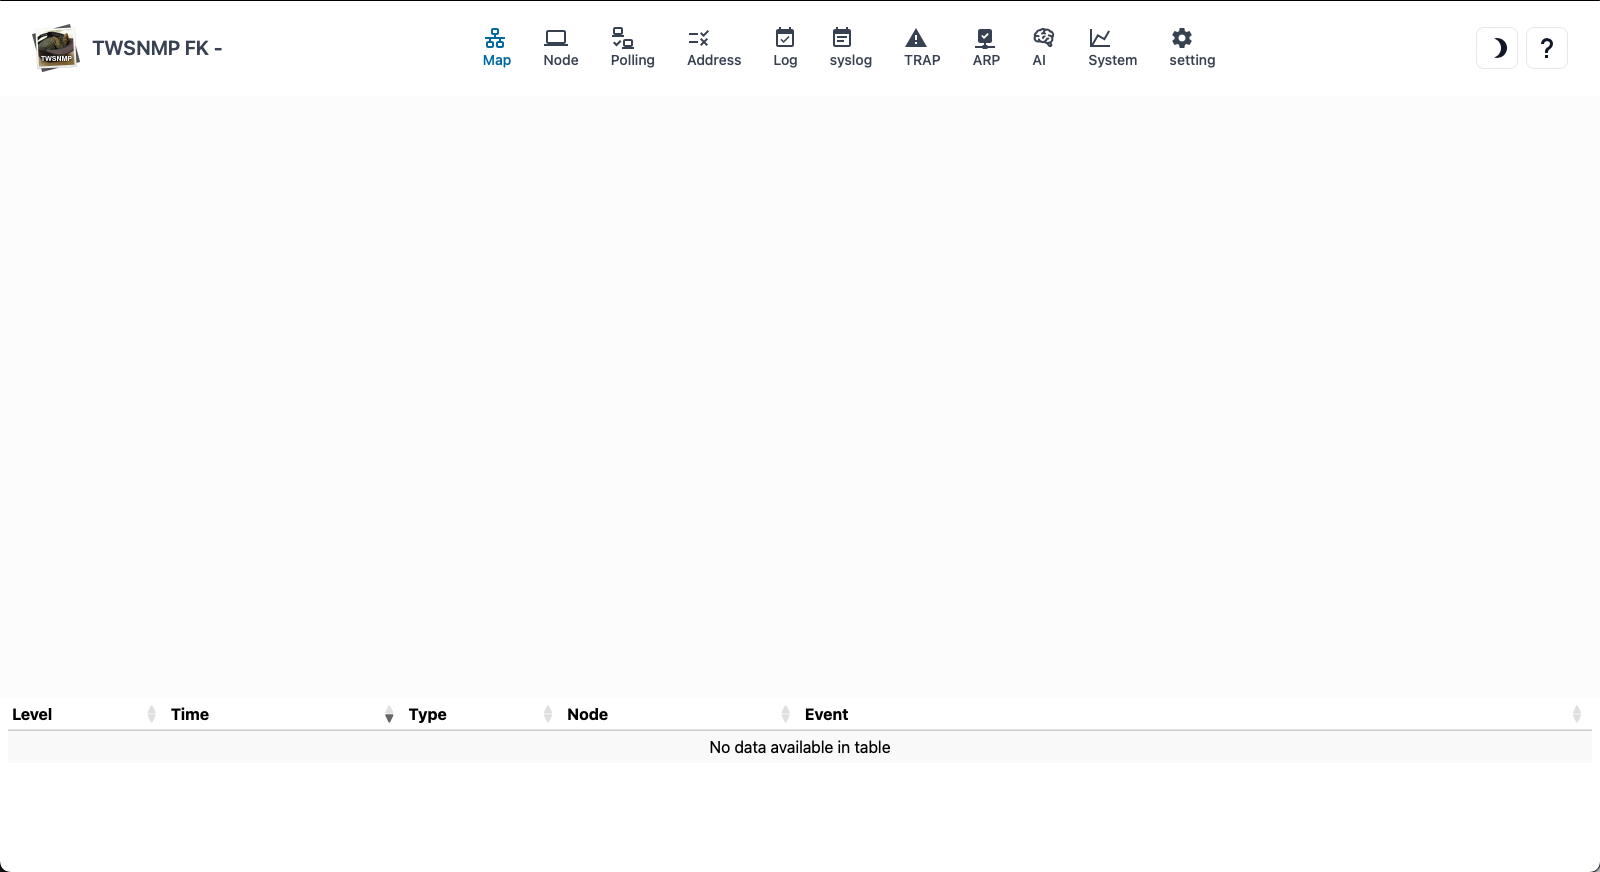 TWSNMP
TWSNMP FK -
Map
Node
Polling
Address
Log
syslog
TRAP
ARP
AI
System
setting
?
Level Time Type Node Event
No data available in table